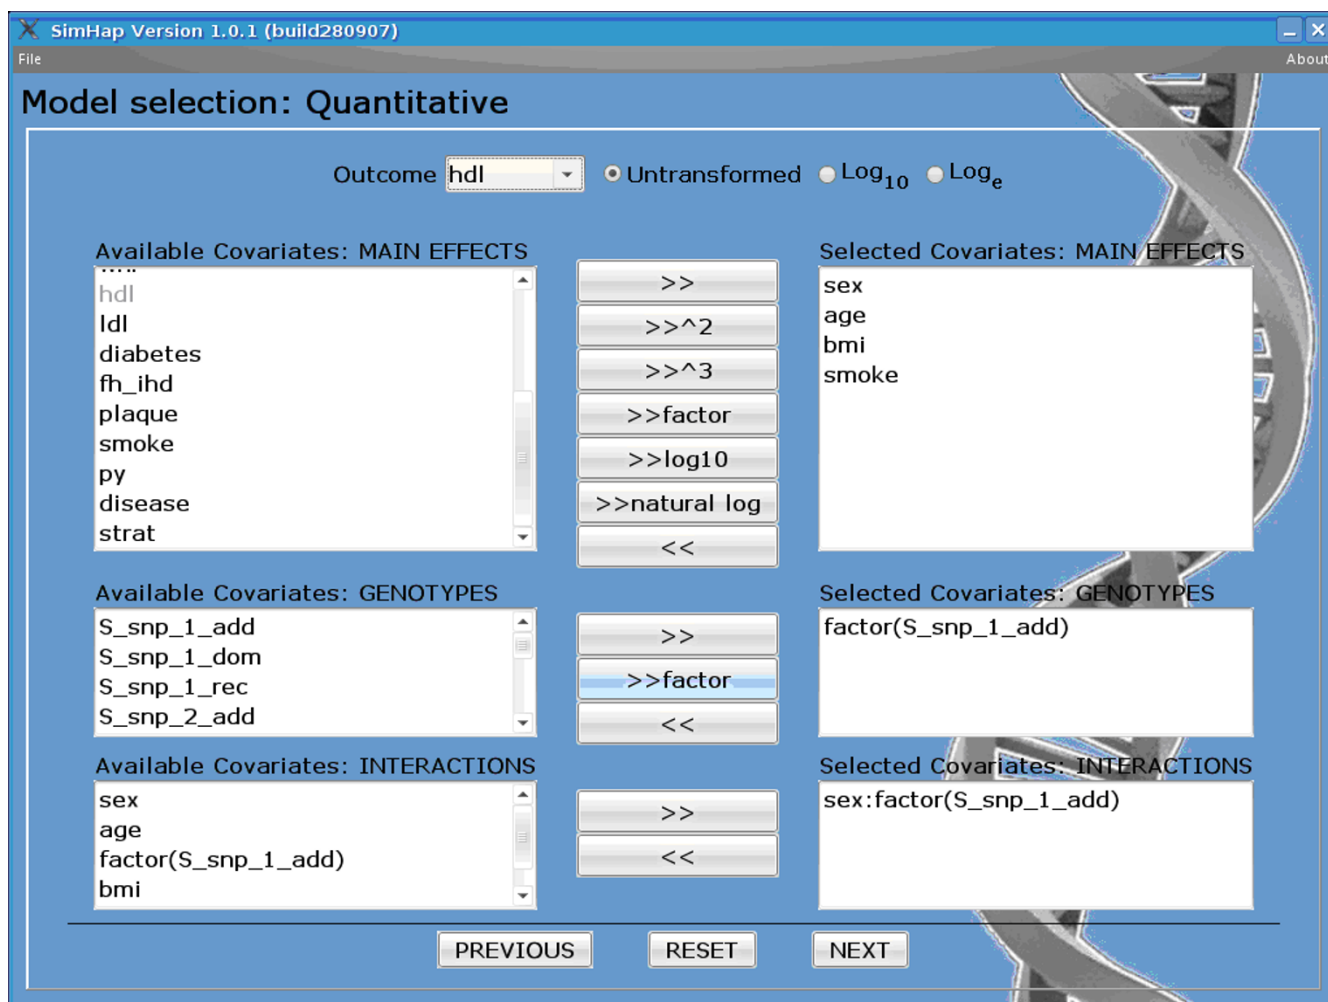 SimHap Version 1.0.1 (build280907)
File About
Model selection: Quantitative
Outcome hdl Untransformed Log10 Loge
Available Covariates: MAIN EFFECTS
hdl
ldl
diabetes
fh_ihd
plaque
smoke
py
disease
strat
>>
>>^2
>>^3
>>factor
>>log10
>>natural log
<<
Selected Covariates: MAIN EFFECTS
sex
age
bmi
smoke
Available Covariates: GENOTYPES
S_snp_1_add
S_snp_1_dom
S_snp_1_rec
S_snp_2_add
>>
>>factor
<<
Selected Covariates: GENOTYPES
factor(S_snp_1_add)
Available Covariates: INTERACTIONS
sex
age
factor(S_snp_1_add)
bmi
>>
<<
Selected Covariates: INTERACTIONS
sex:factor(S_snp_1_add)
PREVIOUS RESET NEXT